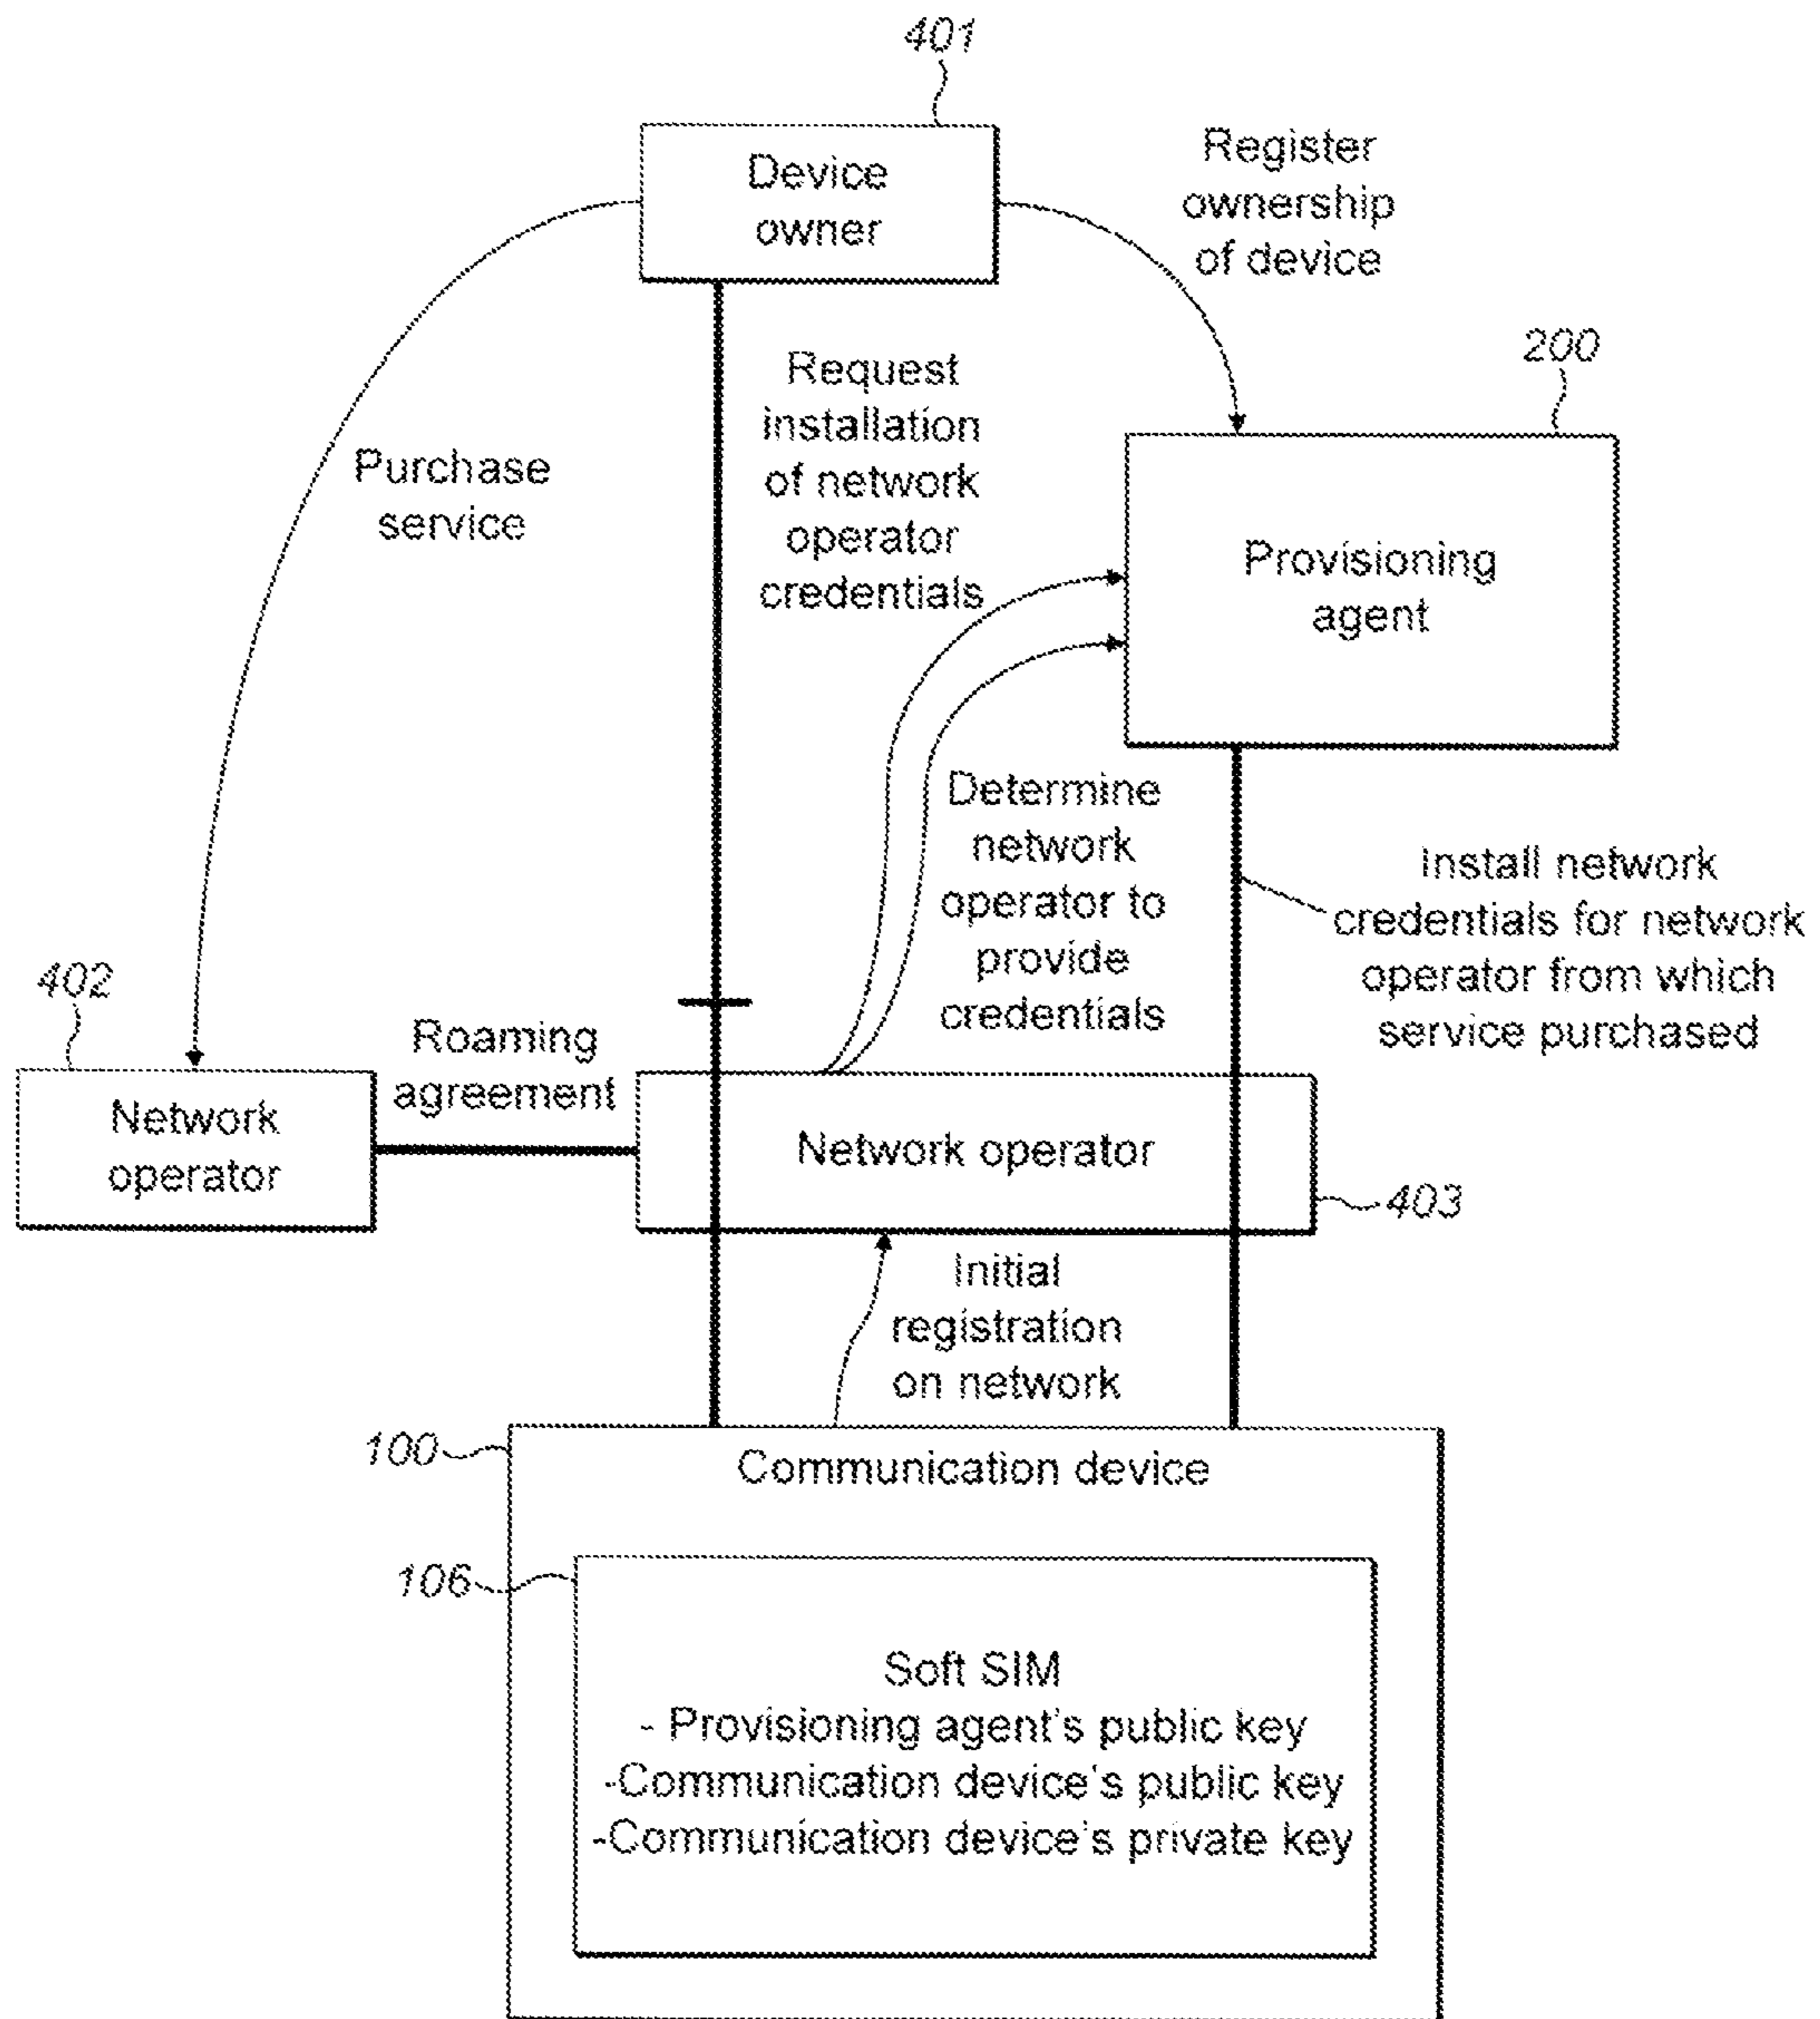 401
Device
owner
Register
ownership
of device
200
Request
installation
of network
operator
credentials
Purchase
service
Provisioning
agent
Determine
network
operator to
provide
credentials
Install network
credentials for network
operator from which
service purchased
402
Roaming
agreement
Network
operator
Network operator
403
Initial
registration
on network
100
Communication device
106
Soft SIM
- Provisioning agent's public key
-Communication device's public key
-Communication device's private key